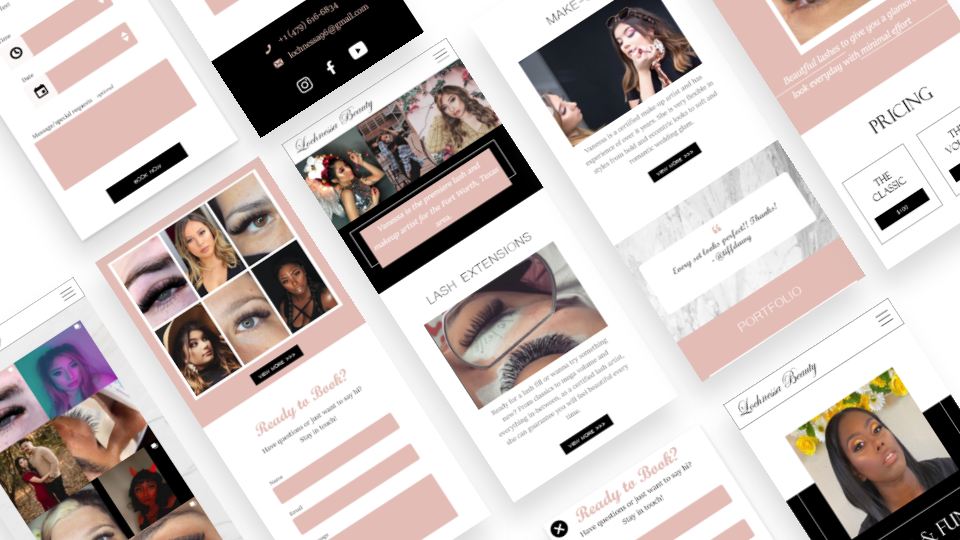 Date
Message/special requests - optional
BOOK NOW
+1 (479) 616-6834
lochnessa96@gmail.com
Lochnessa Beauty
Vanessa is the premiere lash and
makeup artist for the Fort Worth, Texas
area.
VIEW MORE >>>
Ready to Book?
Have questions or just want to say hi?
Stay in touch!
Name
Email
LASH EXTENSIONS
Ready for a lash fill or wanna try something
new? From classics to mega volume and
everything in-between, as a certified lash artist,
she can guarantee you will feel beautiful every
time.
VIEW MORE >>>
MAKE-
Vanessa is a certified make-up artist and has
experience of over 8 years. She is very flexible in
styles from bold and eccentric looks to soft and
romantic wedding glam.
VIEW MORE >>>
“
Every set looks perfect!! Thanks!
- @tiffdawg
PORTFOLIO
Ready to Book?
Have questions or just want to say hi?
Stay in touch!
Beautiful lashes to give you a glamorous
look everyday with minimal effort
PRICING
THE
CLASSIC
$100
THE
Lochnessa Beauty
& FUN